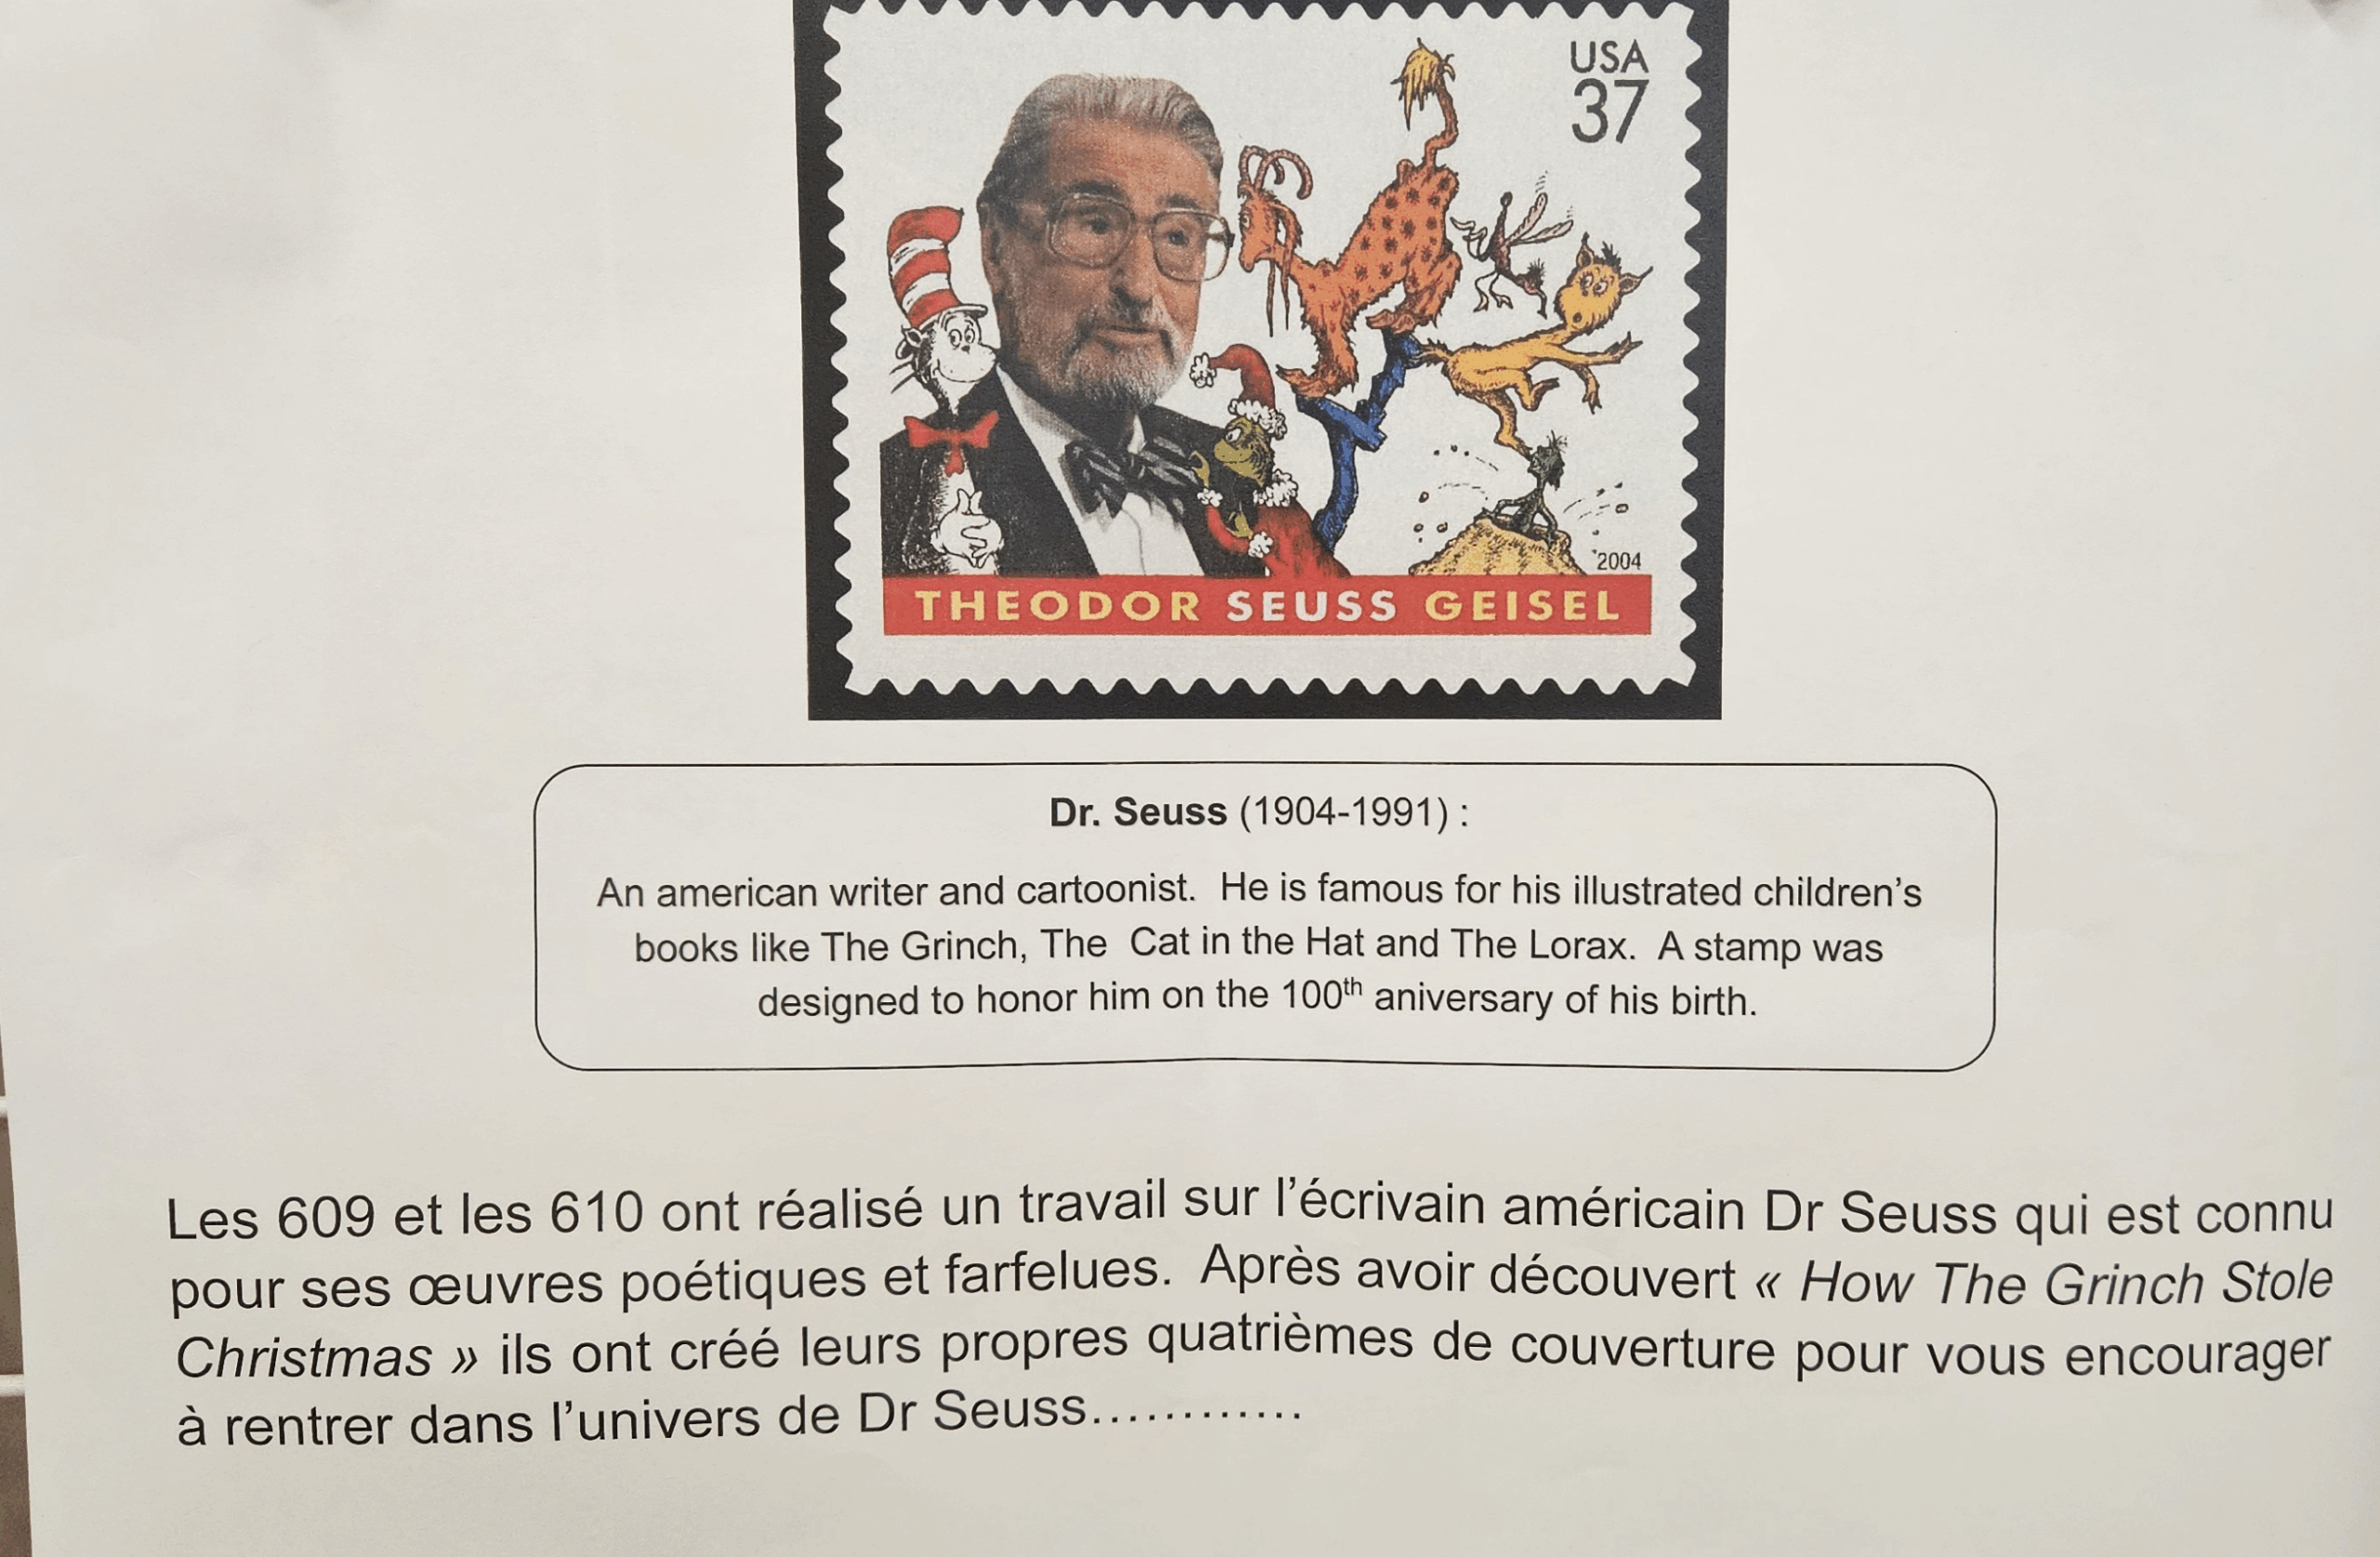 USA
37
2004
THEODOR SEUSS GEISEL
Dr. Seuss (1904-1991) :
An american writer and cartoonist. He is famous for his illustrated children's
books like The Grinch, The Cat in the Hat and The Lorax. A stamp was
designed to honor him on the 100th aniversary of his birth.
Les 609 et les 610 ont réalisé un travail sur l'écrivain américain Dr Seuss qui est connu
pour ses œuvres poétiques et farfelues. Après avoir découvert « How The Grinch Stole
Christmas » ils ont créé leurs propres quatrièmes de couverture pour vous encourager
à rentrer dans l'univers de Dr Seuss............